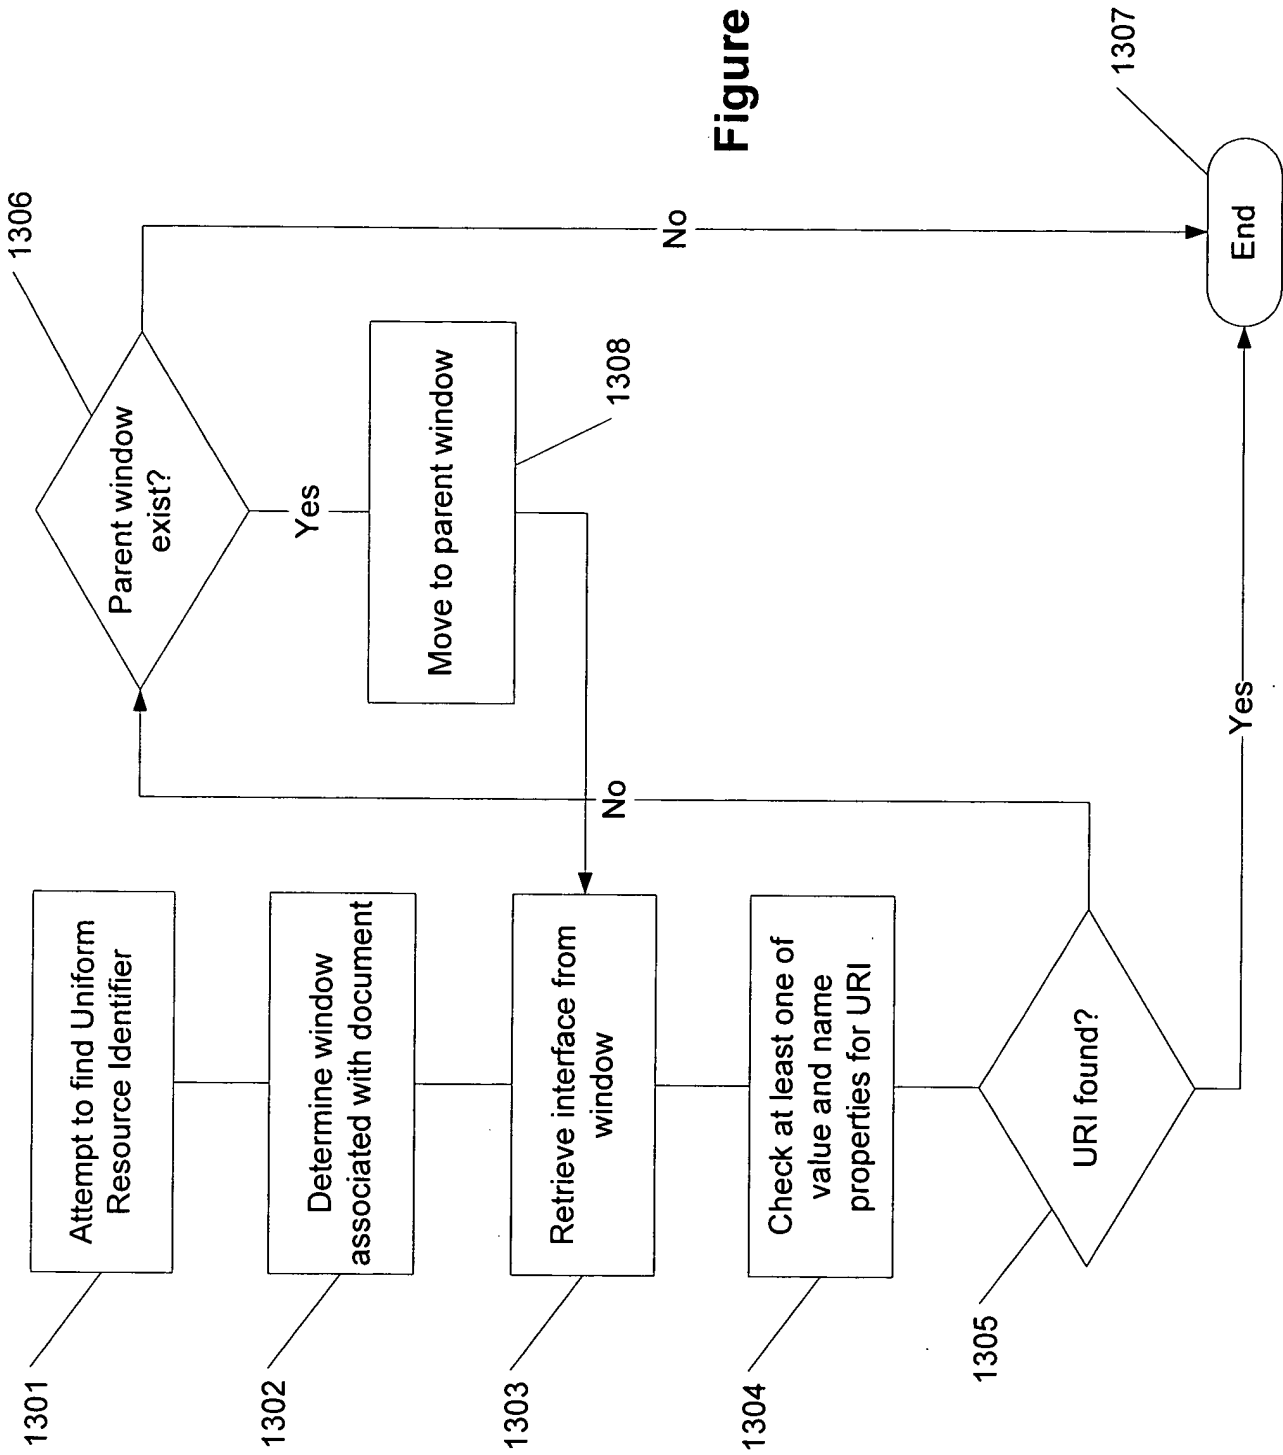 1301
Attempt to find Uniform
Resource Identifier
1302
Determine window
associated with document
1303
Retrieve interface from
window
1304
Check at least one of
value and name
properties for URI
1305
URI found?
No
Yes
1306
Parent window
exist?
Yes
No
Move to parent window
1308
End
1307
Figure